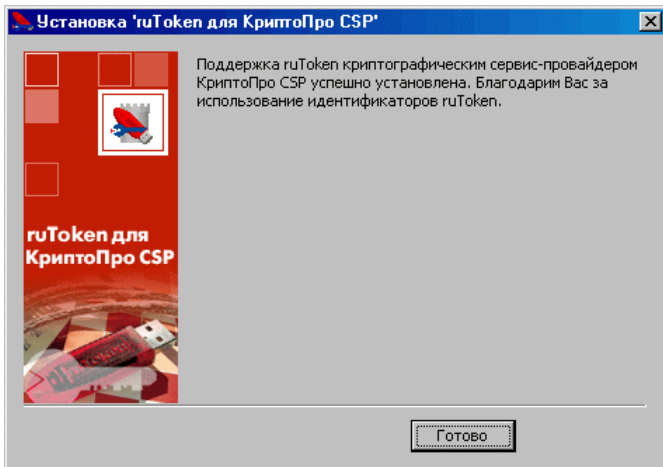 Установка 'ruToken для КриптоПро CSP'
Поддержка ruToken криптографическим сервис-провайдером
КриптоПро CSP успешно установлена. Благодарим Вас за
использование идентификаторов ruToken.
ruToken для
КриптоПро CSP
Готово